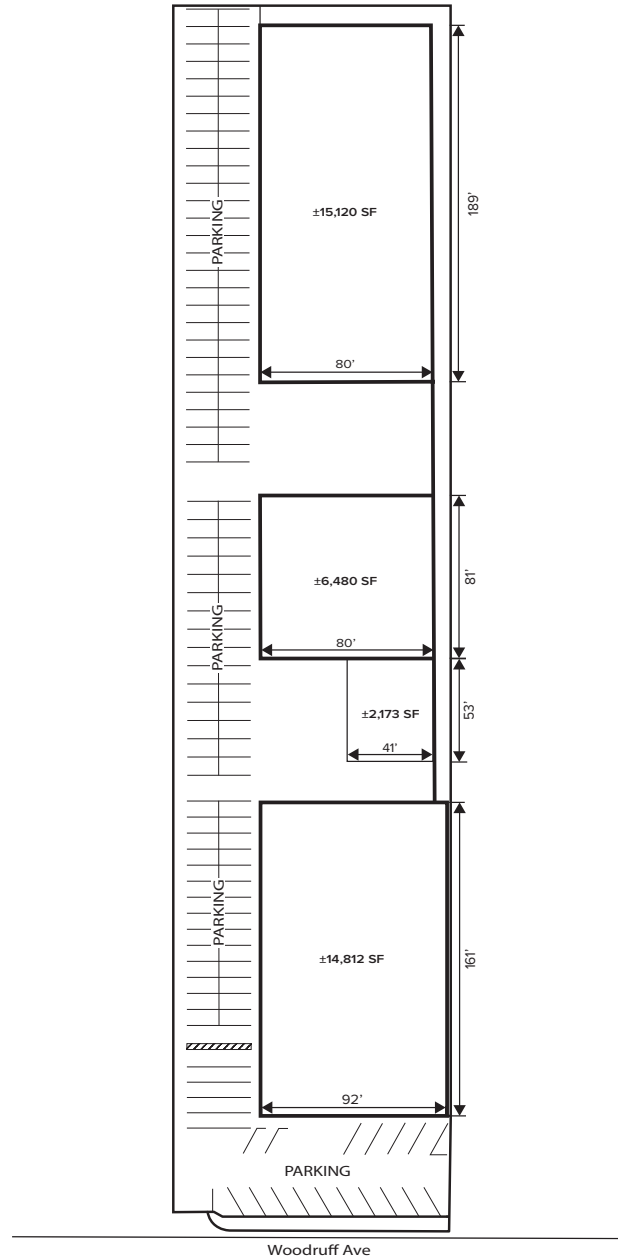 ±15,120 SF
189’
PARKING
80’
±6,480 SF
81’
PARKING
80’
±2,173 SF
53’
41’
PARKING
±14,812 SF
161’
92’
PARKING
Woodruff Ave